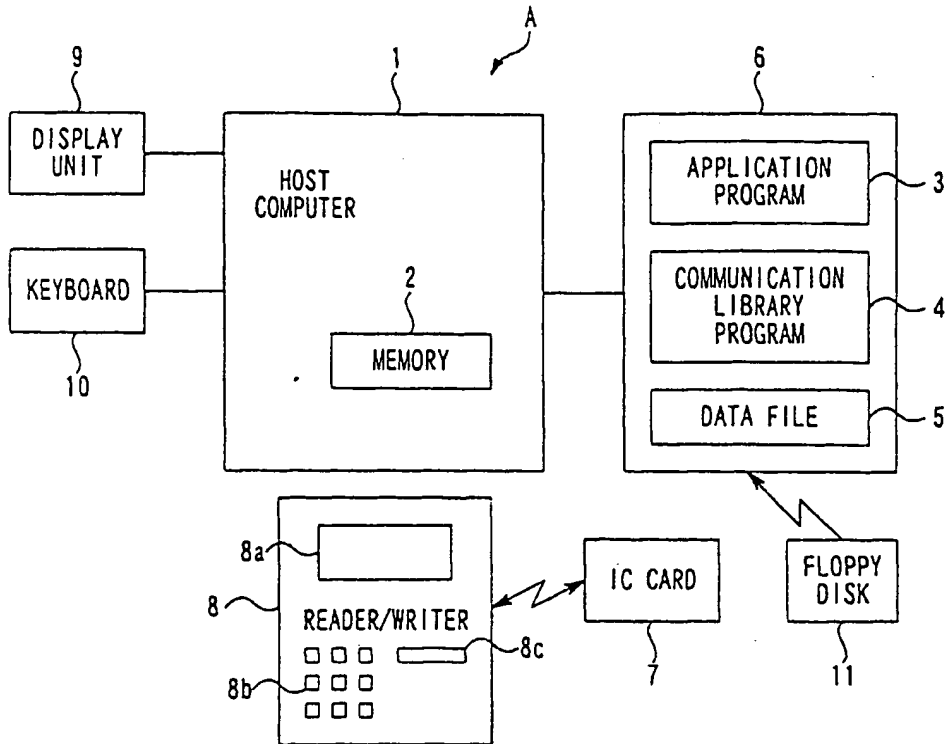 A
9
1
6
DISPLAY
UNIT
HOST
COMPUTER
APPLICATION
PROGRAM
3
KEYBOARD
10
2
MEMORY
COMMUNICATION
LIBRARY
PROGRAM
4
DATA FILE
5
8a
8
READER/WRITER
8c
8b
IC CARD
7
FLOPPY
DISK
11